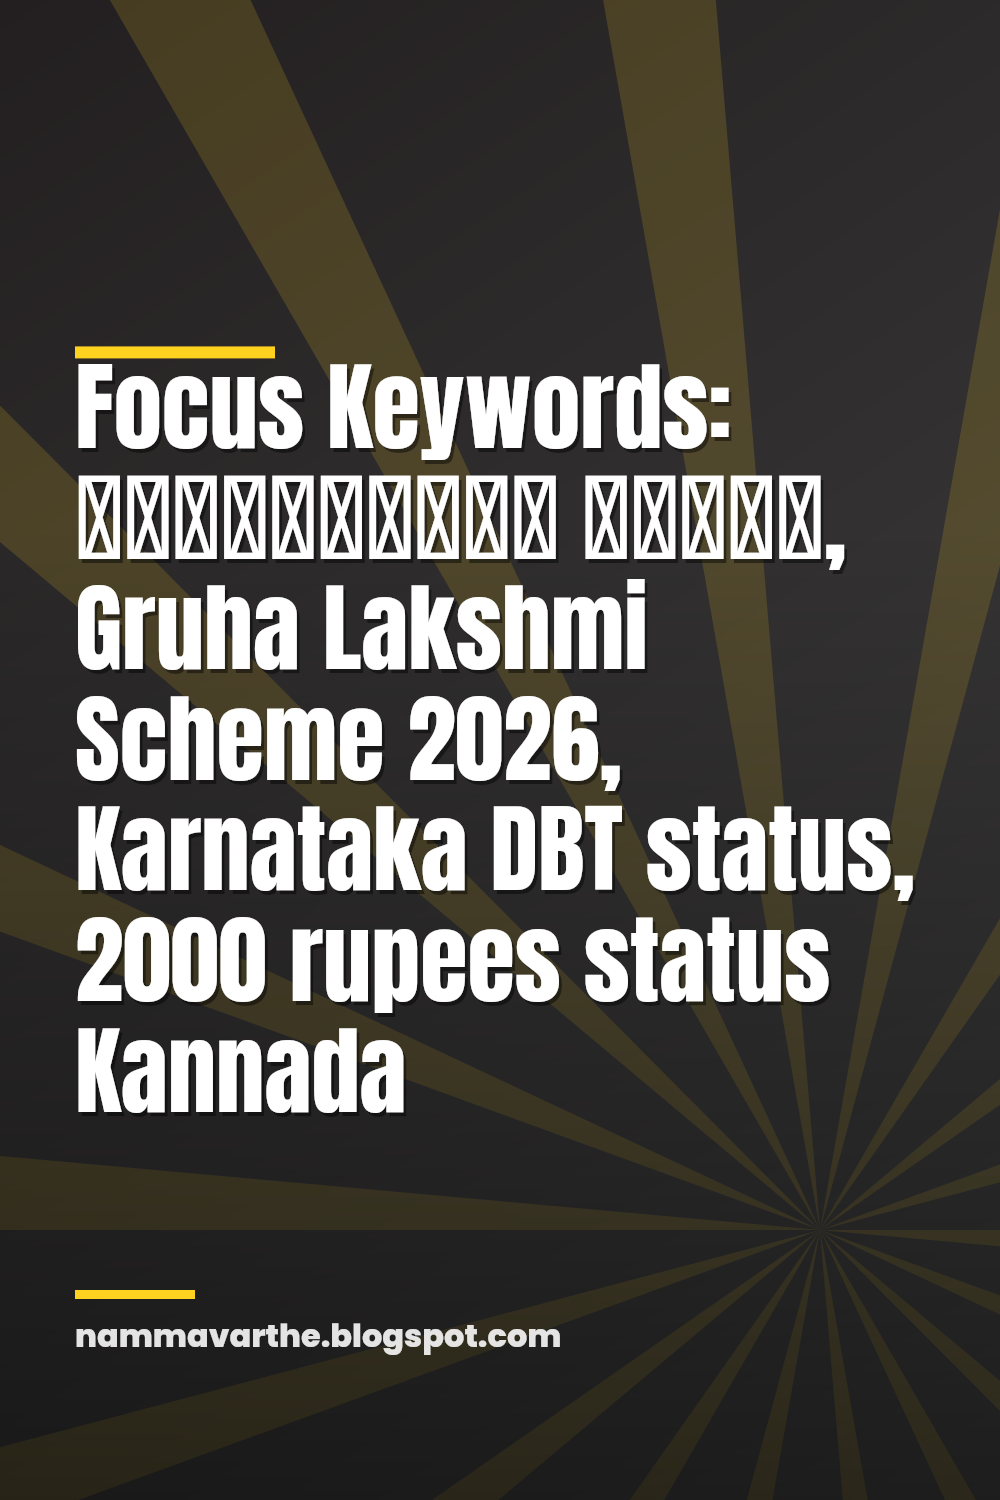 Focus Keywords:
,
Gruha Lakshmi
Scheme 2026,
Karnataka DBT status,
2000 rupees status
Kannada
nammavarthe.blogspot.com